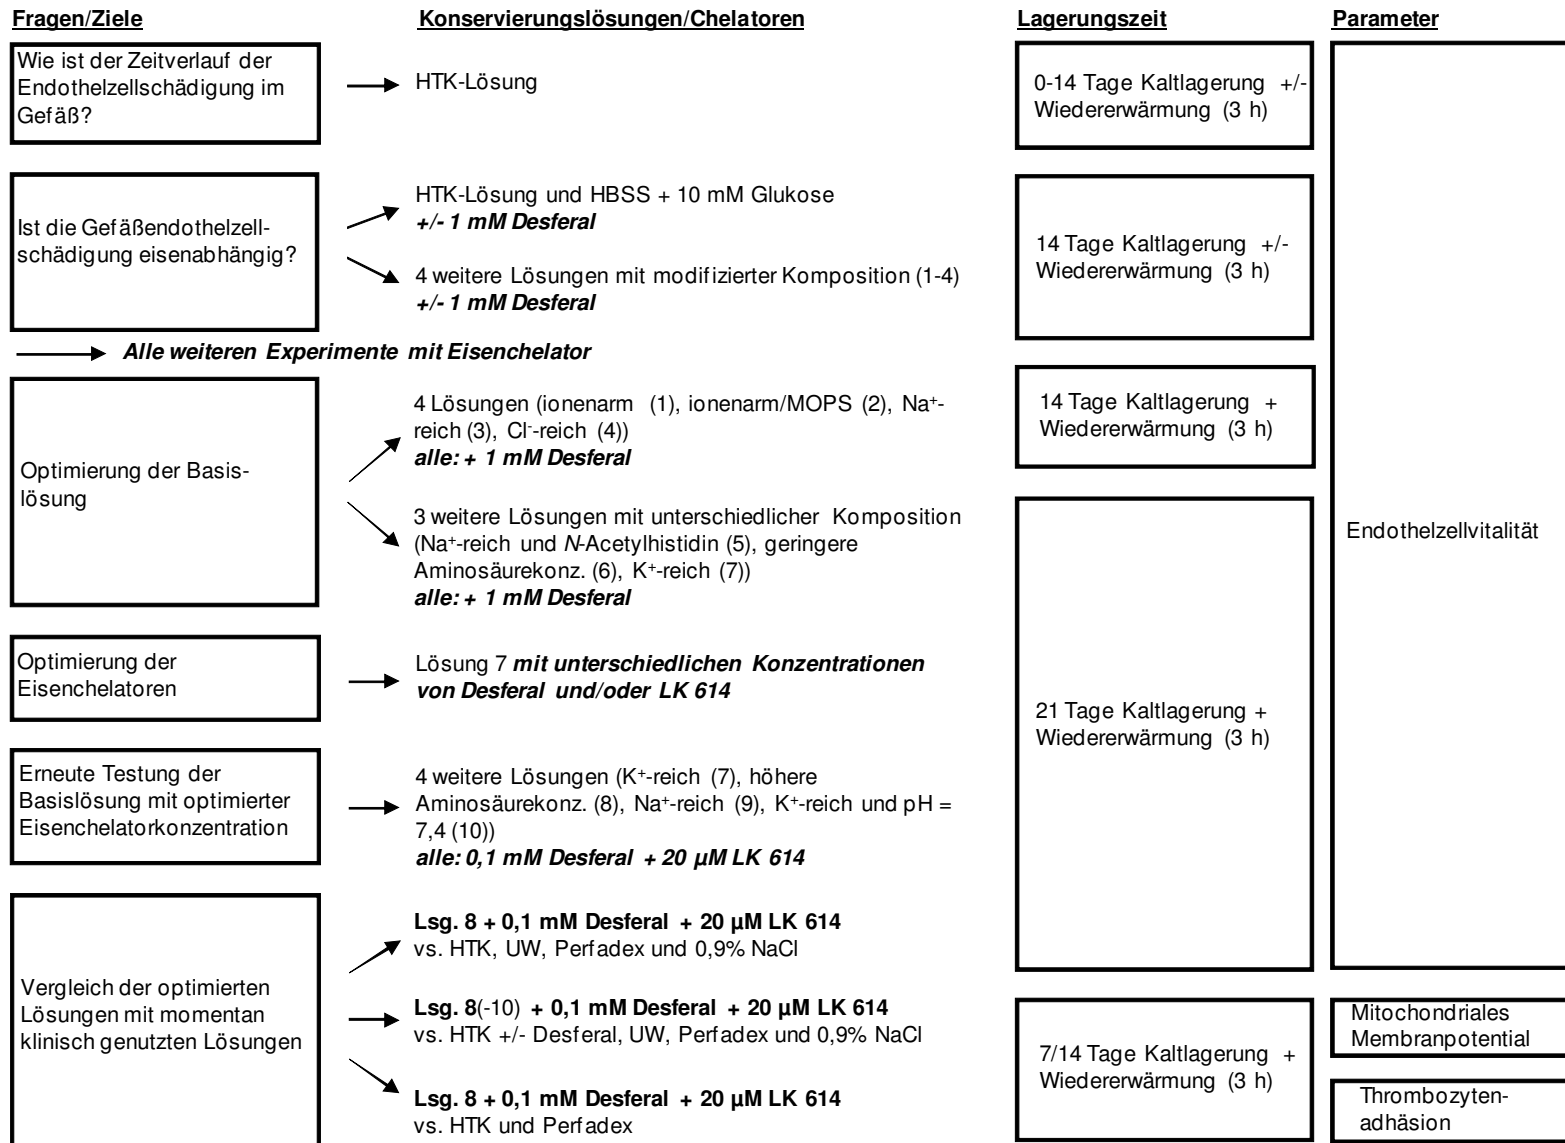 Fragen/Ziele
Konservierungslösungen/Chelatoren
Lagerungszeit
Parameter
Wie ist der Zeitverlauf der
Endothelzellschädigung im
Gefäß?
HTK-Lösung
0-14 Tage Kaltlagerung +/-
Wiedererwärmung (3 h)
Ist die Gefäßendothelzell-
schädigung eisenabhängig?
HTK-Lösung und HBSS + 10 mM Glukose
+/- 1 mM Desferal
4 weitere Lösungen mit modifizierter Komposition (1-4)
+/- 1 mM Desferal
14 Tage Kaltlagerung +/-
Wiedererwärmung (3 h)
Alle weiteren Experimente mit Eisenchelator
Optimierung der Basis-
lösung
4 Lösungen (ionenarm (1), ionenarm/MOPS (2), Na⁺-
reich (3), Cl⁻-reich (4))
alle: + 1 mM Desferal
14 Tage Kaltlagerung +
Wiedererwärmung (3 h)
3 weitere Lösungen mit unterschiedlicher Komposition
(Na⁺-reich und N-Acetylhistidin (5), geringere
Aminosäurekonz. (6), K⁺-reich (7))
alle: + 1 mM Desferal
Endothelzellvitalität
Optimierung der
Eisenchelatoren
Lösung 7 mit unterschiedlichen Konzentrationen
von Desferal und/oder LK 614
21 Tage Kaltlagerung +
Wiedererwärmung (3 h)
Erneute Testung der
Basislösung mit optimierter
Eisenchelatorkonzentration
4 weitere Lösungen (K⁺-reich (7), höhere
Aminosäurekonz. (8), Na⁺-reich (9), K⁺-reich und pH =
7,4 (10))
alle: 0,1 mM Desferal + 20 µM LK 614
Vergleich der optimierten
Lösungen mit momentan
klinisch genutzten Lösungen
Lsg. 8 + 0,1 mM Desferal + 20 µM LK 614
vs. HTK, UW, Perfadex und 0,9% NaCl
Lsg. 8(-10) + 0,1 mM Desferal + 20 µM LK 614
vs. HTK +/- Desferal, UW, Perfadex und 0,9% NaCl
Lsg. 8 + 0,1 mM Desferal + 20 µM LK 614
vs. HTK und Perfadex
7/14 Tage Kaltlagerung +
Wiedererwärmung (3 h)
Mitochondriales
Membranpotential
Thrombozyten-
adhäsion